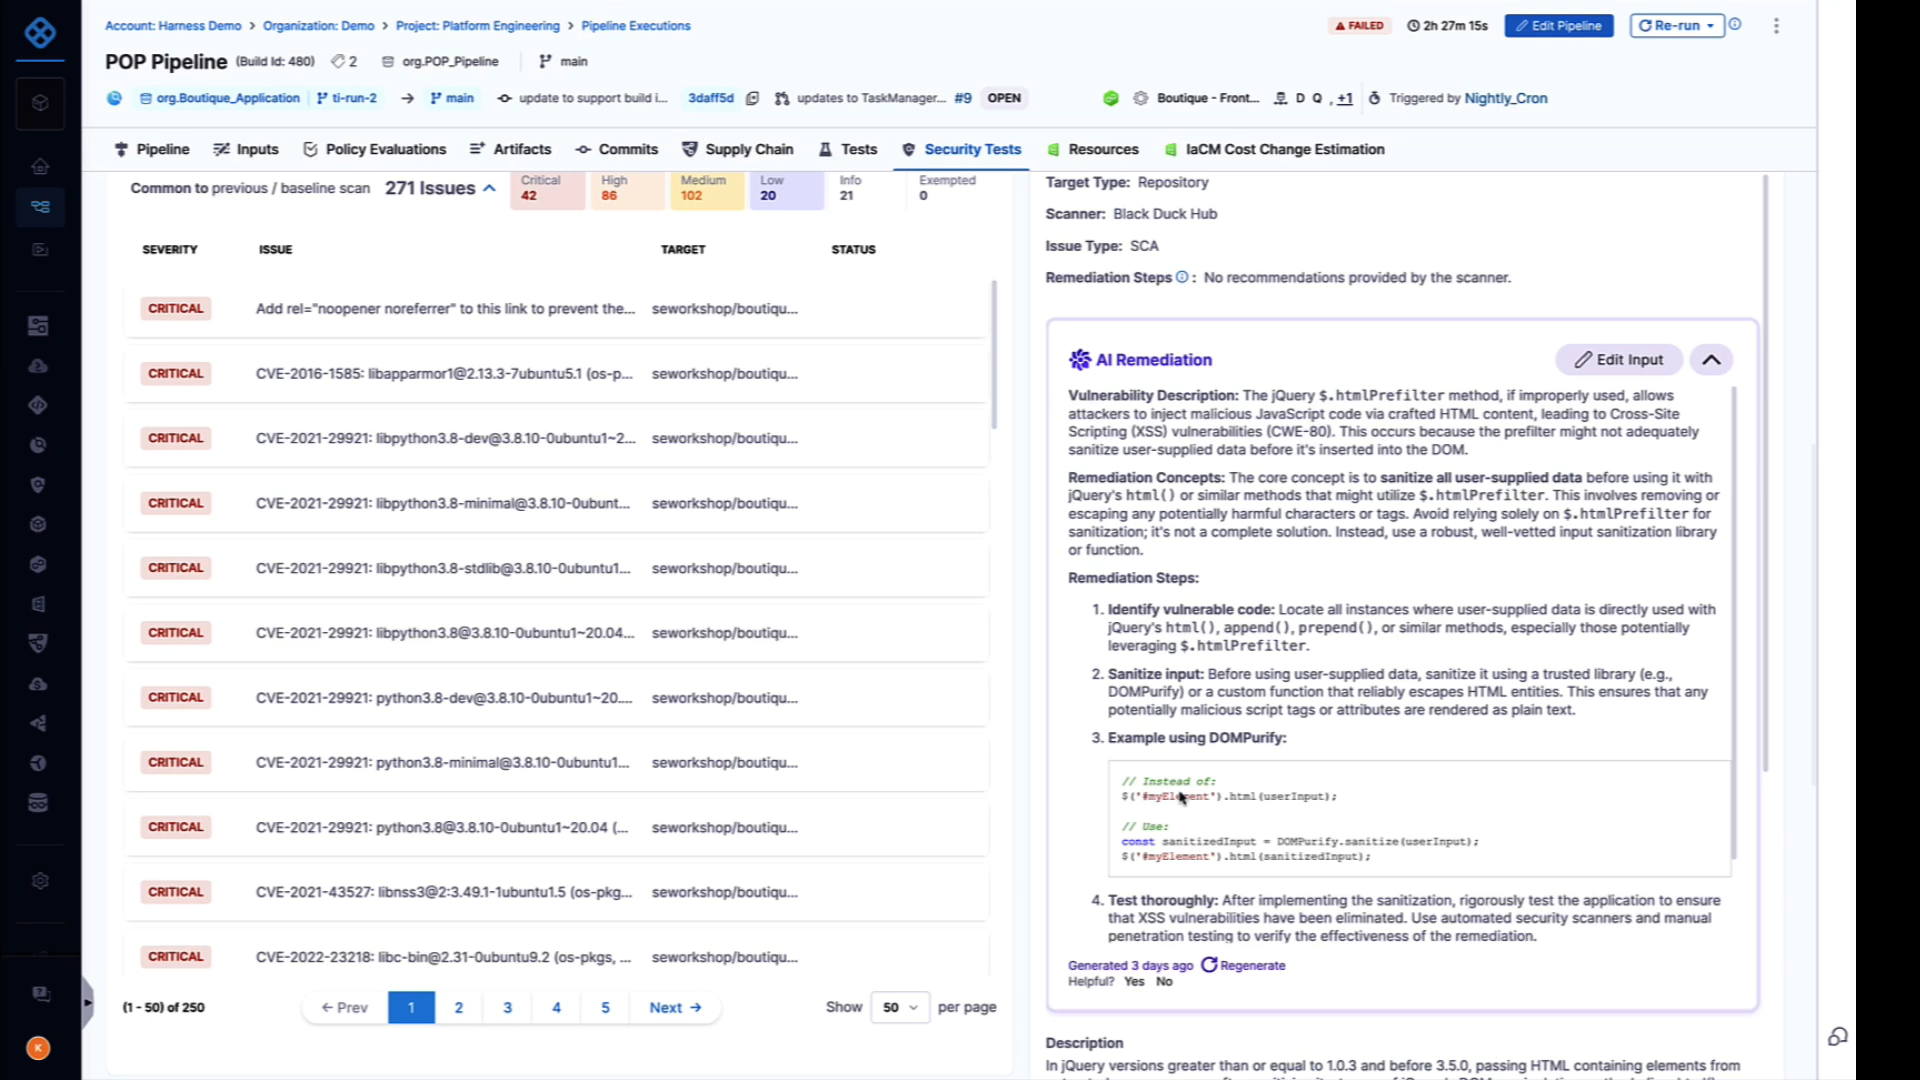 Account: Harness Demo > Organization: Demo > Project: Platform Engineering > Pipeline Executions
FAILED 2h 27m 15s Edit Pipeline Re-run
POP Pipeline (Build Id: 480) 2 org.POP_Pipeline main
org.Boutique_Application ti-run-2 → main update to support build i... 3daff5d updates to TaskManager... #9 OPEN Boutique - Front... D Q , +1 Triggered by Nightly_Cron
Pipeline Inputs Policy Evaluations Artifacts Commits Supply Chain Tests Security Tests Resources IaCM Cost Change Estimation
Common to previous / baseline scan 271 Issues
Critical 42
High 86
Medium 102
Low 20
Info 21
Exempted 0
SEVERITY ISSUE TARGET STATUS
CRITICAL Add rel="noopener noreferrer" to this link to prevent the... seworkshop/boutiqu...
CRITICAL CVE-2016-1585: libapparmor1@2.13.3-7ubuntu5.1 (os-p... seworkshop/boutiqu...
CRITICAL CVE-2021-29921: libpython3.8-dev@3.8.10-0ubuntu1~2... seworkshop/boutiqu...
CRITICAL CVE-2021-29921: libpython3.8-minimal@3.8.10-0ubunt... seworkshop/boutiqu...
CRITICAL CVE-2021-29921: libpython3.8-stdlib@3.8.10-0ubuntu1... seworkshop/boutiqu...
CRITICAL CVE-2021-29921: libpython3.8@3.8.10-0ubuntu1~20.04... seworkshop/boutiqu...
CRITICAL CVE-2021-29921: python3.8-dev@3.8.10-0ubuntu1~20.... seworkshop/boutiqu...
CRITICAL CVE-2021-29921: python3.8-minimal@3.8.10-0ubuntu1... seworkshop/boutiqu...
CRITICAL CVE-2021-29921: python3.8@3.8.10-0ubuntu1~20.04 (... seworkshop/boutiqu...
CRITICAL CVE-2021-43527: libnss3@2:3.49.1-1ubuntu1.5 (os-pkg... seworkshop/boutiqu...
CRITICAL CVE-2022-23218: libc-bin@2.31-0ubuntu9.2 (os-pkgs, ... seworkshop/boutiqu...
(1 - 50) of 250 ← Prev 1 2 3 4 5 Next → Show 50 per page
K
Target Type: Repository
Scanner: Black Duck Hub
Issue Type: SCA
Remediation Steps : No recommendations provided by the scanner.
AI Remediation Edit Input
Vulnerability Description: The jQuery $.htmlPrefilter method, if improperly used, allows
attackers to inject malicious JavaScript code via crafted HTML content, leading to Cross-Site
Scripting (XSS) vulnerabilities (CWE-80). This occurs because the prefilter might not adequately
sanitize user-supplied data before it's inserted into the DOM.
Remediation Concepts: The core concept is to sanitize all user-supplied data before using it with
jQuery's html() or similar methods that might utilize $.htmlPrefilter. This involves removing or
escaping any potentially harmful characters or tags. Avoid relying solely on $.htmlPrefilter for
sanitization; it's not a complete solution. Instead, use a robust, well-vetted input sanitization library
or function.
Remediation Steps:
1. Identify vulnerable code: Locate all instances where user-supplied data is directly used with
jQuery's html(), append(), prepend(), or similar methods, especially those potentially
leveraging $.htmlPrefilter.
2. Sanitize input: Before using user-supplied data, sanitize it using a trusted library (e.g.,
DOMPurify) or a custom function that reliably escapes HTML entities. This ensures that any
potentially malicious script tags or attributes are rendered as plain text.
3. Example using DOMPurify:
// Instead of:
$('#myElement').html(userInput);
// Use:
const sanitizedInput = DOMPurify.sanitize(userInput);
$('#myElement').html(sanitizedInput);
4. Test thoroughly: After implementing the sanitization, rigorously test the application to ensure
that XSS vulnerabilities have been eliminated. Use automated security scanners and manual
penetration testing to verify the effectiveness of the remediation.
Generated 3 days ago Regenerate
Helpful? Yes No
Description
In jQuery versions greater than or equal to 1.0.3 and before 3.5.0, passing HTML containing elements from